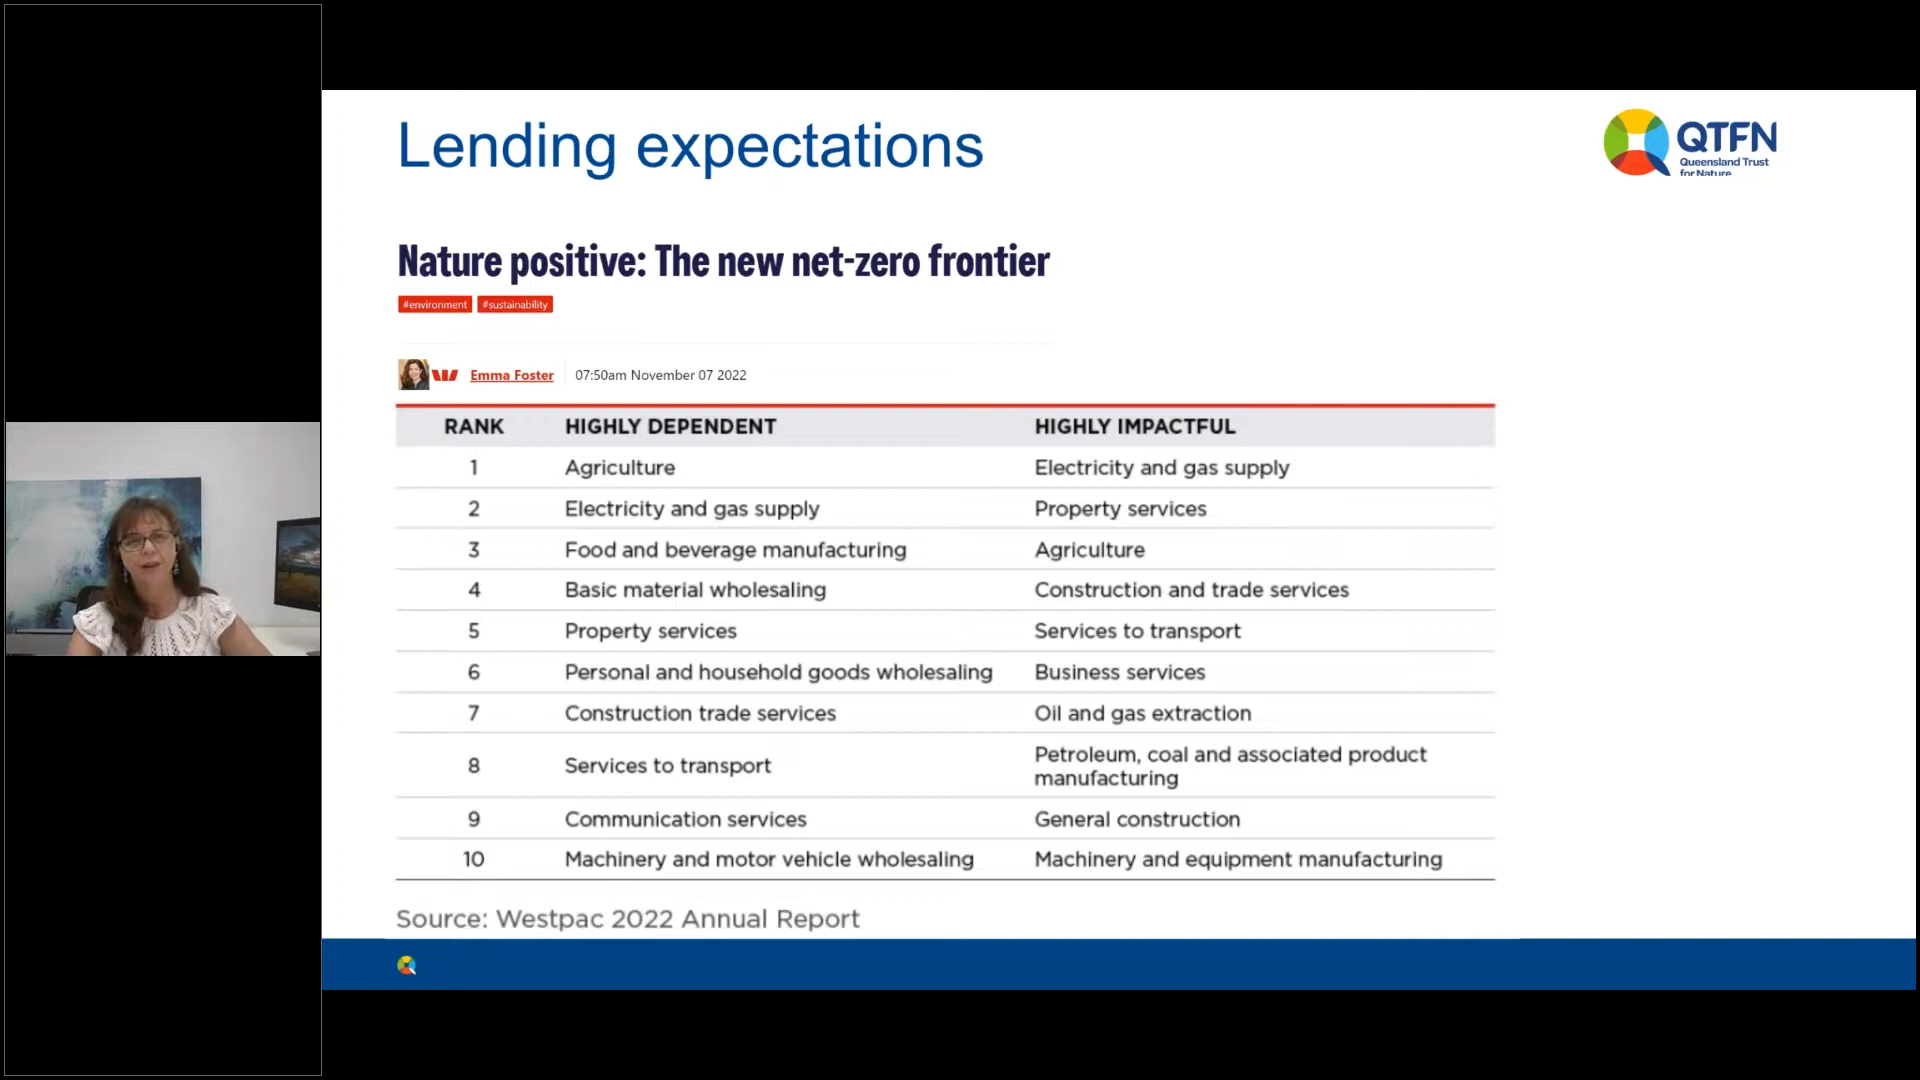 Lending expectations
QTFN
Queensland Trust
for Nature
Nature positive: The new net-zero frontier
#environment #sustainability
Emma Foster 07:50am November 07 2022
RANK HIGHLY DEPENDENT HIGHLY IMPACTFUL
1 Agriculture Electricity and gas supply
2 Electricity and gas supply Property services
3 Food and beverage manufacturing Agriculture
4 Basic material wholesaling Construction and trade services
5 Property services Services to transport
6 Personal and household goods wholesaling Business services
7 Construction trade services Oil and gas extraction
8 Services to transport Petroleum, coal and associated product
manufacturing
9 Communication services General construction
10 Machinery and motor vehicle wholesaling Machinery and equipment manufacturing
Source: Westpac 2022 Annual Report